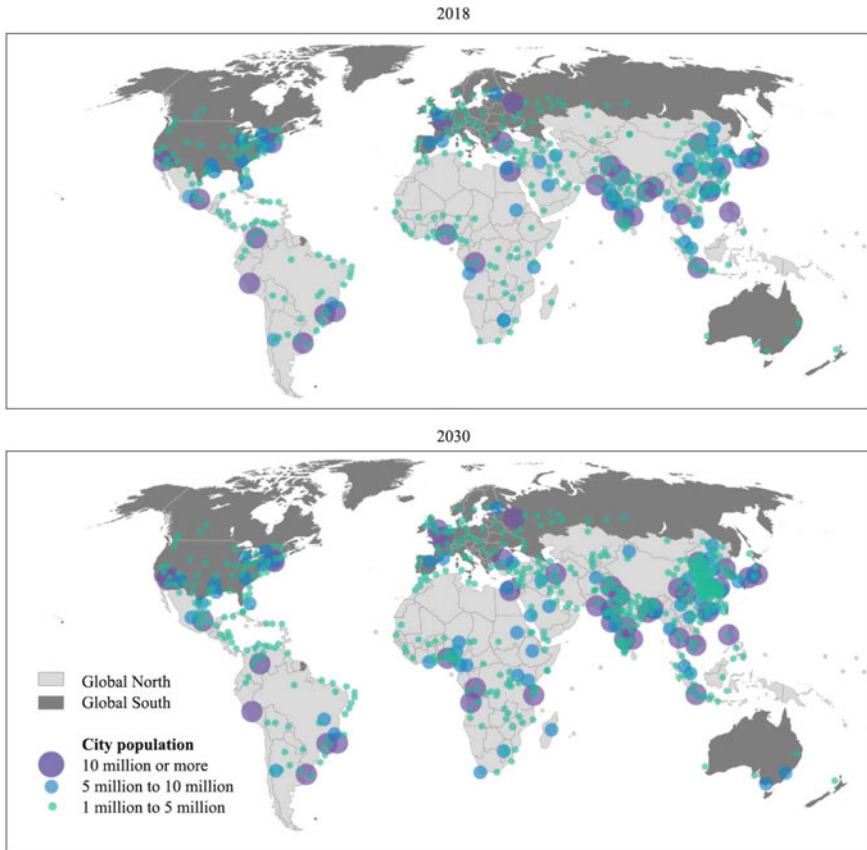 2018
2030
Global North
Global South
City population
10 million or more
5 million to 10 million
1 million to 5 million